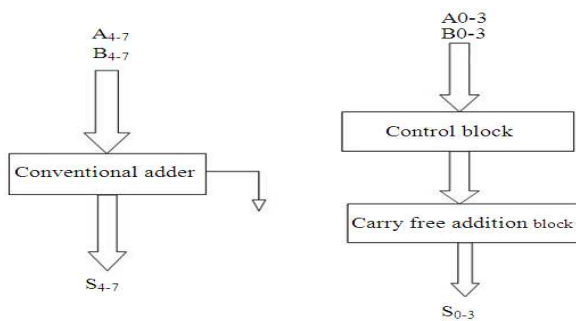 A4-7
B4-7
Conventional adder
S4-7
A0-3
B0-3
Control block
Carry free addition block
S0-3